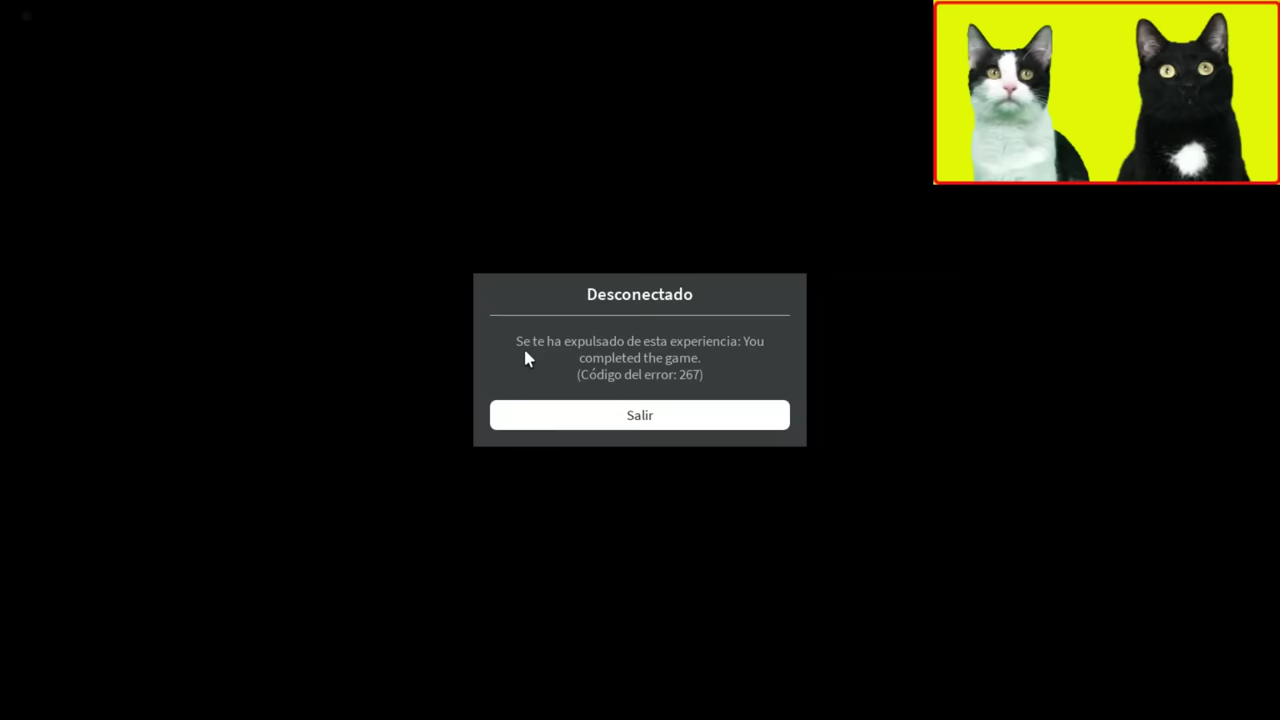 Desconectado
Se te ha expulsado de esta experiencia: You
completed the game.
(Código del error: 267)
Salir